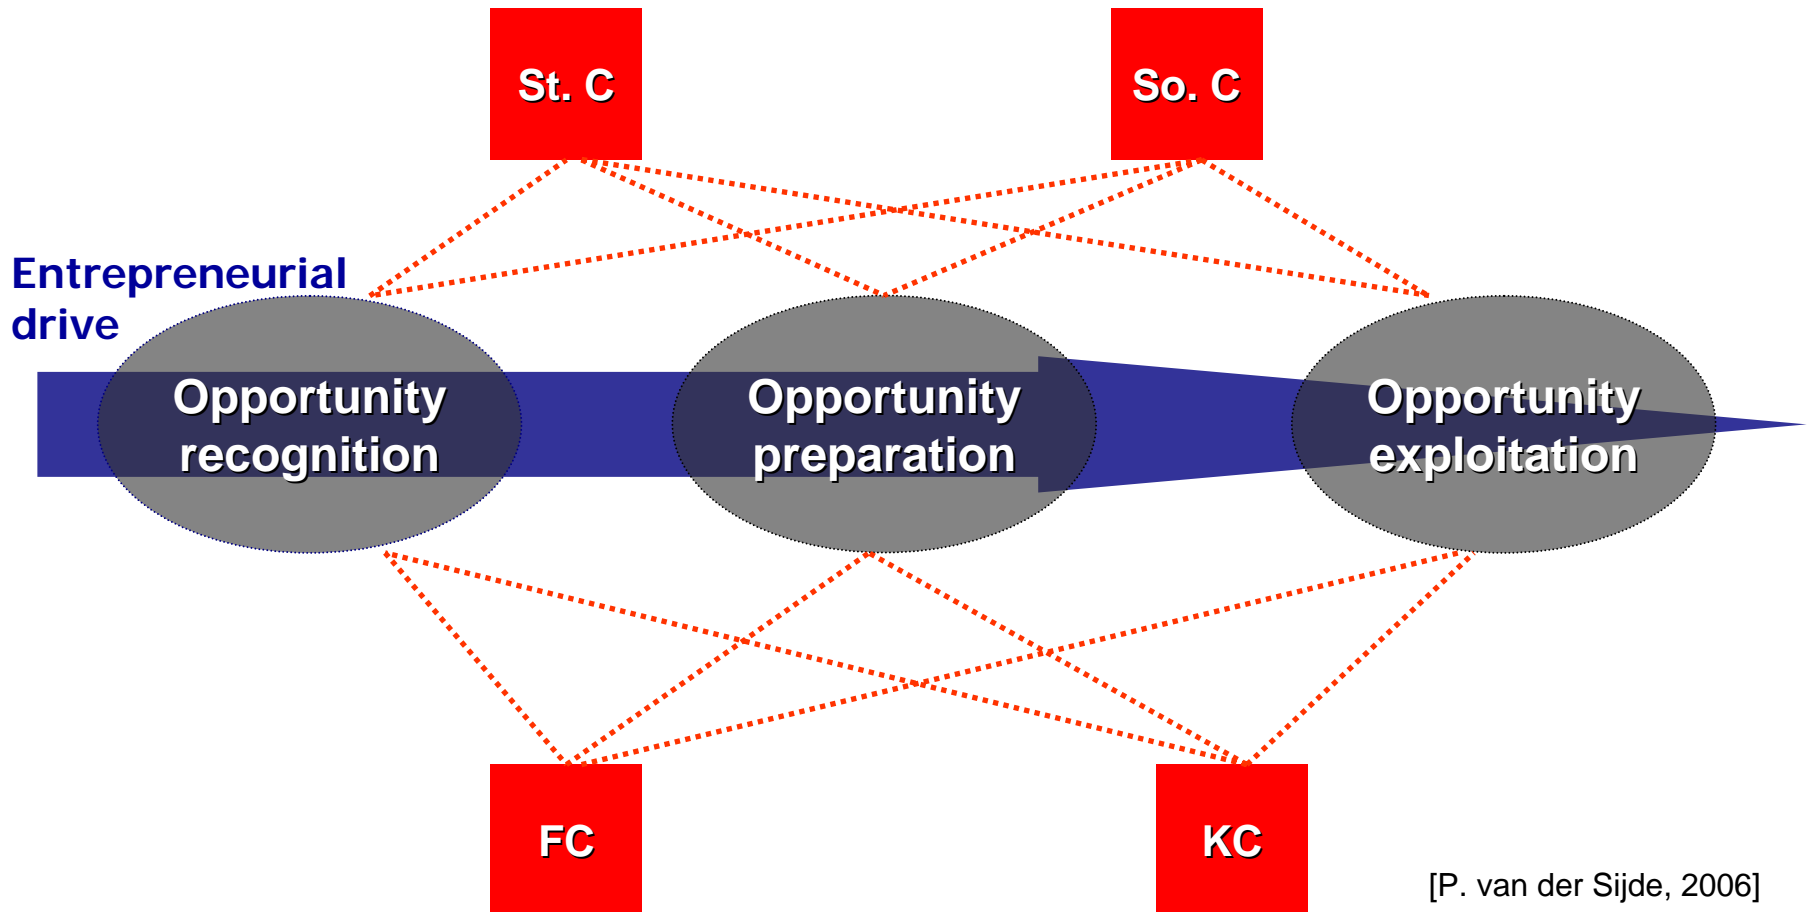 St. C
So. C
Entrepreneurial
drive
Opportunity
recognition
Opportunity
preparation
Opportunity
exploitation
FC
KC
[P. van der Sijde, 2006]